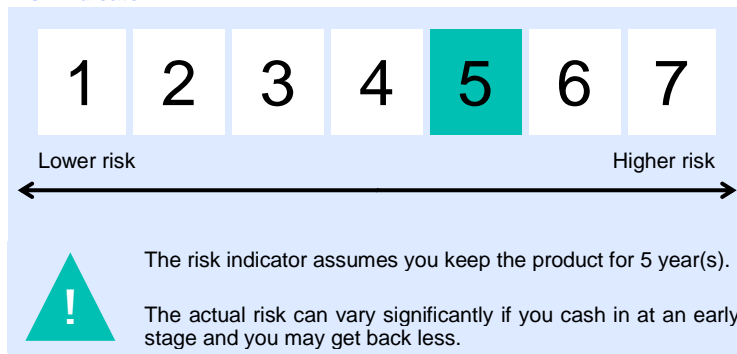 1 2 3 4 5 6 7
Lower risk Higher risk
!
The risk indicator assumes you keep the product for 5 year(s).
The actual risk can vary significantly if you cash in at an early
stage and you may get back less.